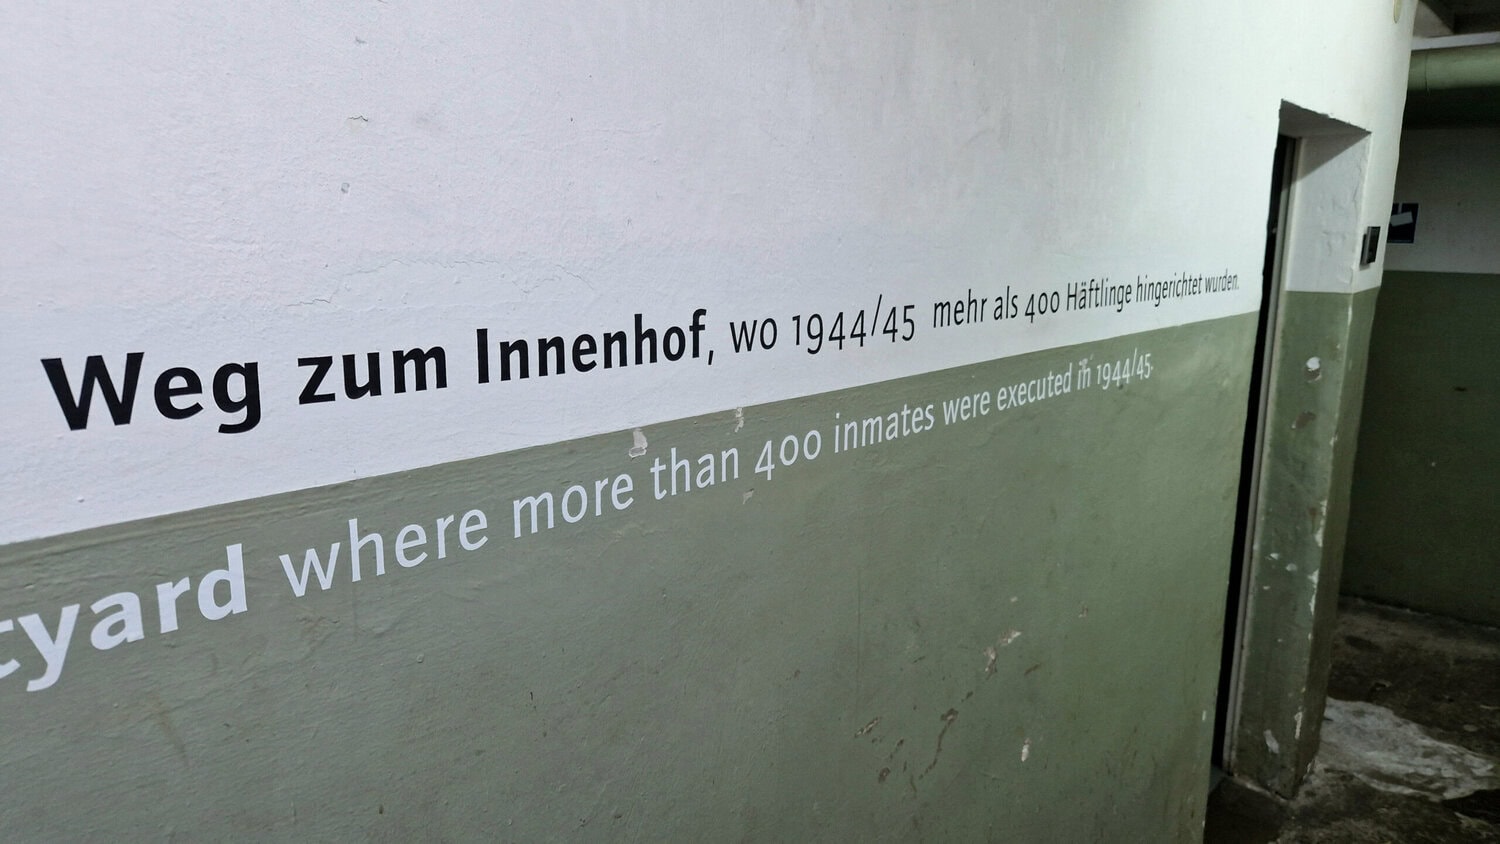 Weg zum Innenhof, wo 1944/45 mehr als 400 Häftlinge hingerichtet wurden.
tyard where more than 400 inmates were executed in 1944/45.